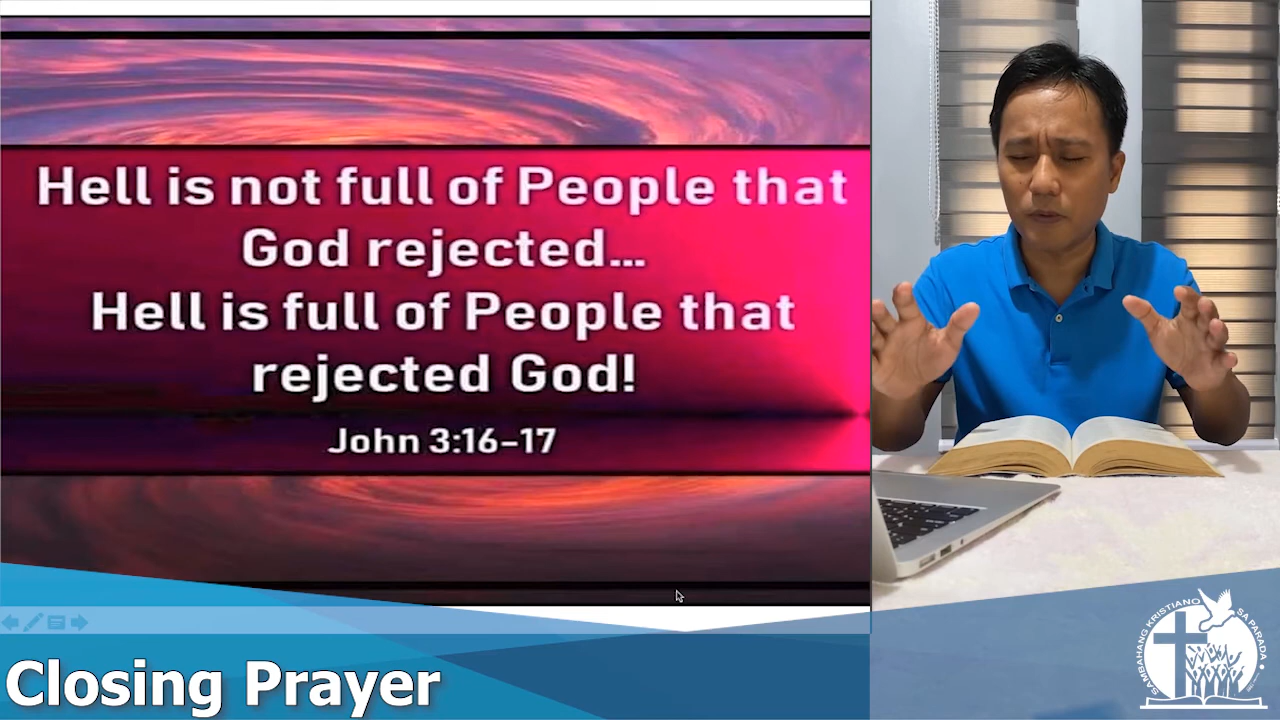 Hell is not full of People that
God rejected...
Hell is full of People that
rejected God!
John 3:16-17
Closing Prayer
SAMBAHANG KRISTIANO SA PARADA